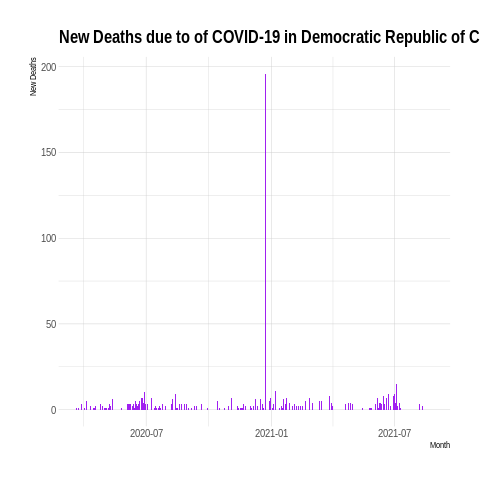 New Deaths due to of COVID-19 in Democratic Republic of C
New Deaths
200
150
100
50
0
2020-07
2021-01
2021-07
Month